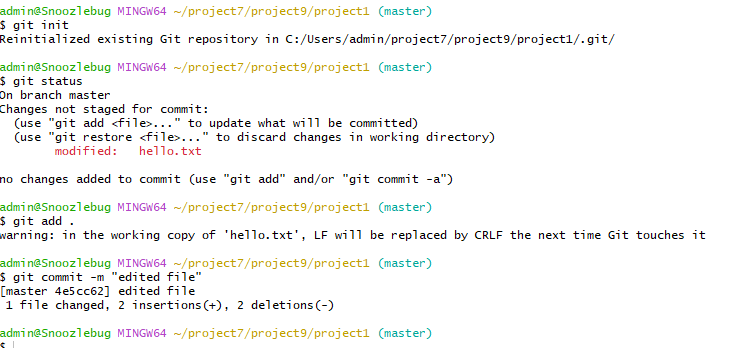 admin@Snoozlebug MINGW64 ~/project7/project9/project1 (master)
$ git init
Reinitialized existing Git repository in C:/Users/admin/project7/project9/project1/.git/
admin@Snoozlebug MINGW64 ~/project7/project9/project1 (master)
$ git status
On branch master
Changes not staged for commit:
  (use "git add <file>..." to update what will be committed)
  (use "git restore <file>..." to discard changes in working directory)
        modified:   hello.txt
no changes added to commit (use "git add" and/or "git commit -a")
admin@Snoozlebug MINGW64 ~/project7/project9/project1 (master)
$ git add .
warning: in the working copy of 'hello.txt', LF will be replaced by CRLF the next time Git touches it
admin@Snoozlebug MINGW64 ~/project7/project9/project1 (master)
$ git commit -m "edited file"
[master 4e5cc62] edited file
 1 file changed, 2 insertions(+), 2 deletions(-)
admin@Snoozlebug MINGW64 ~/project7/project9/project1 (master)
$